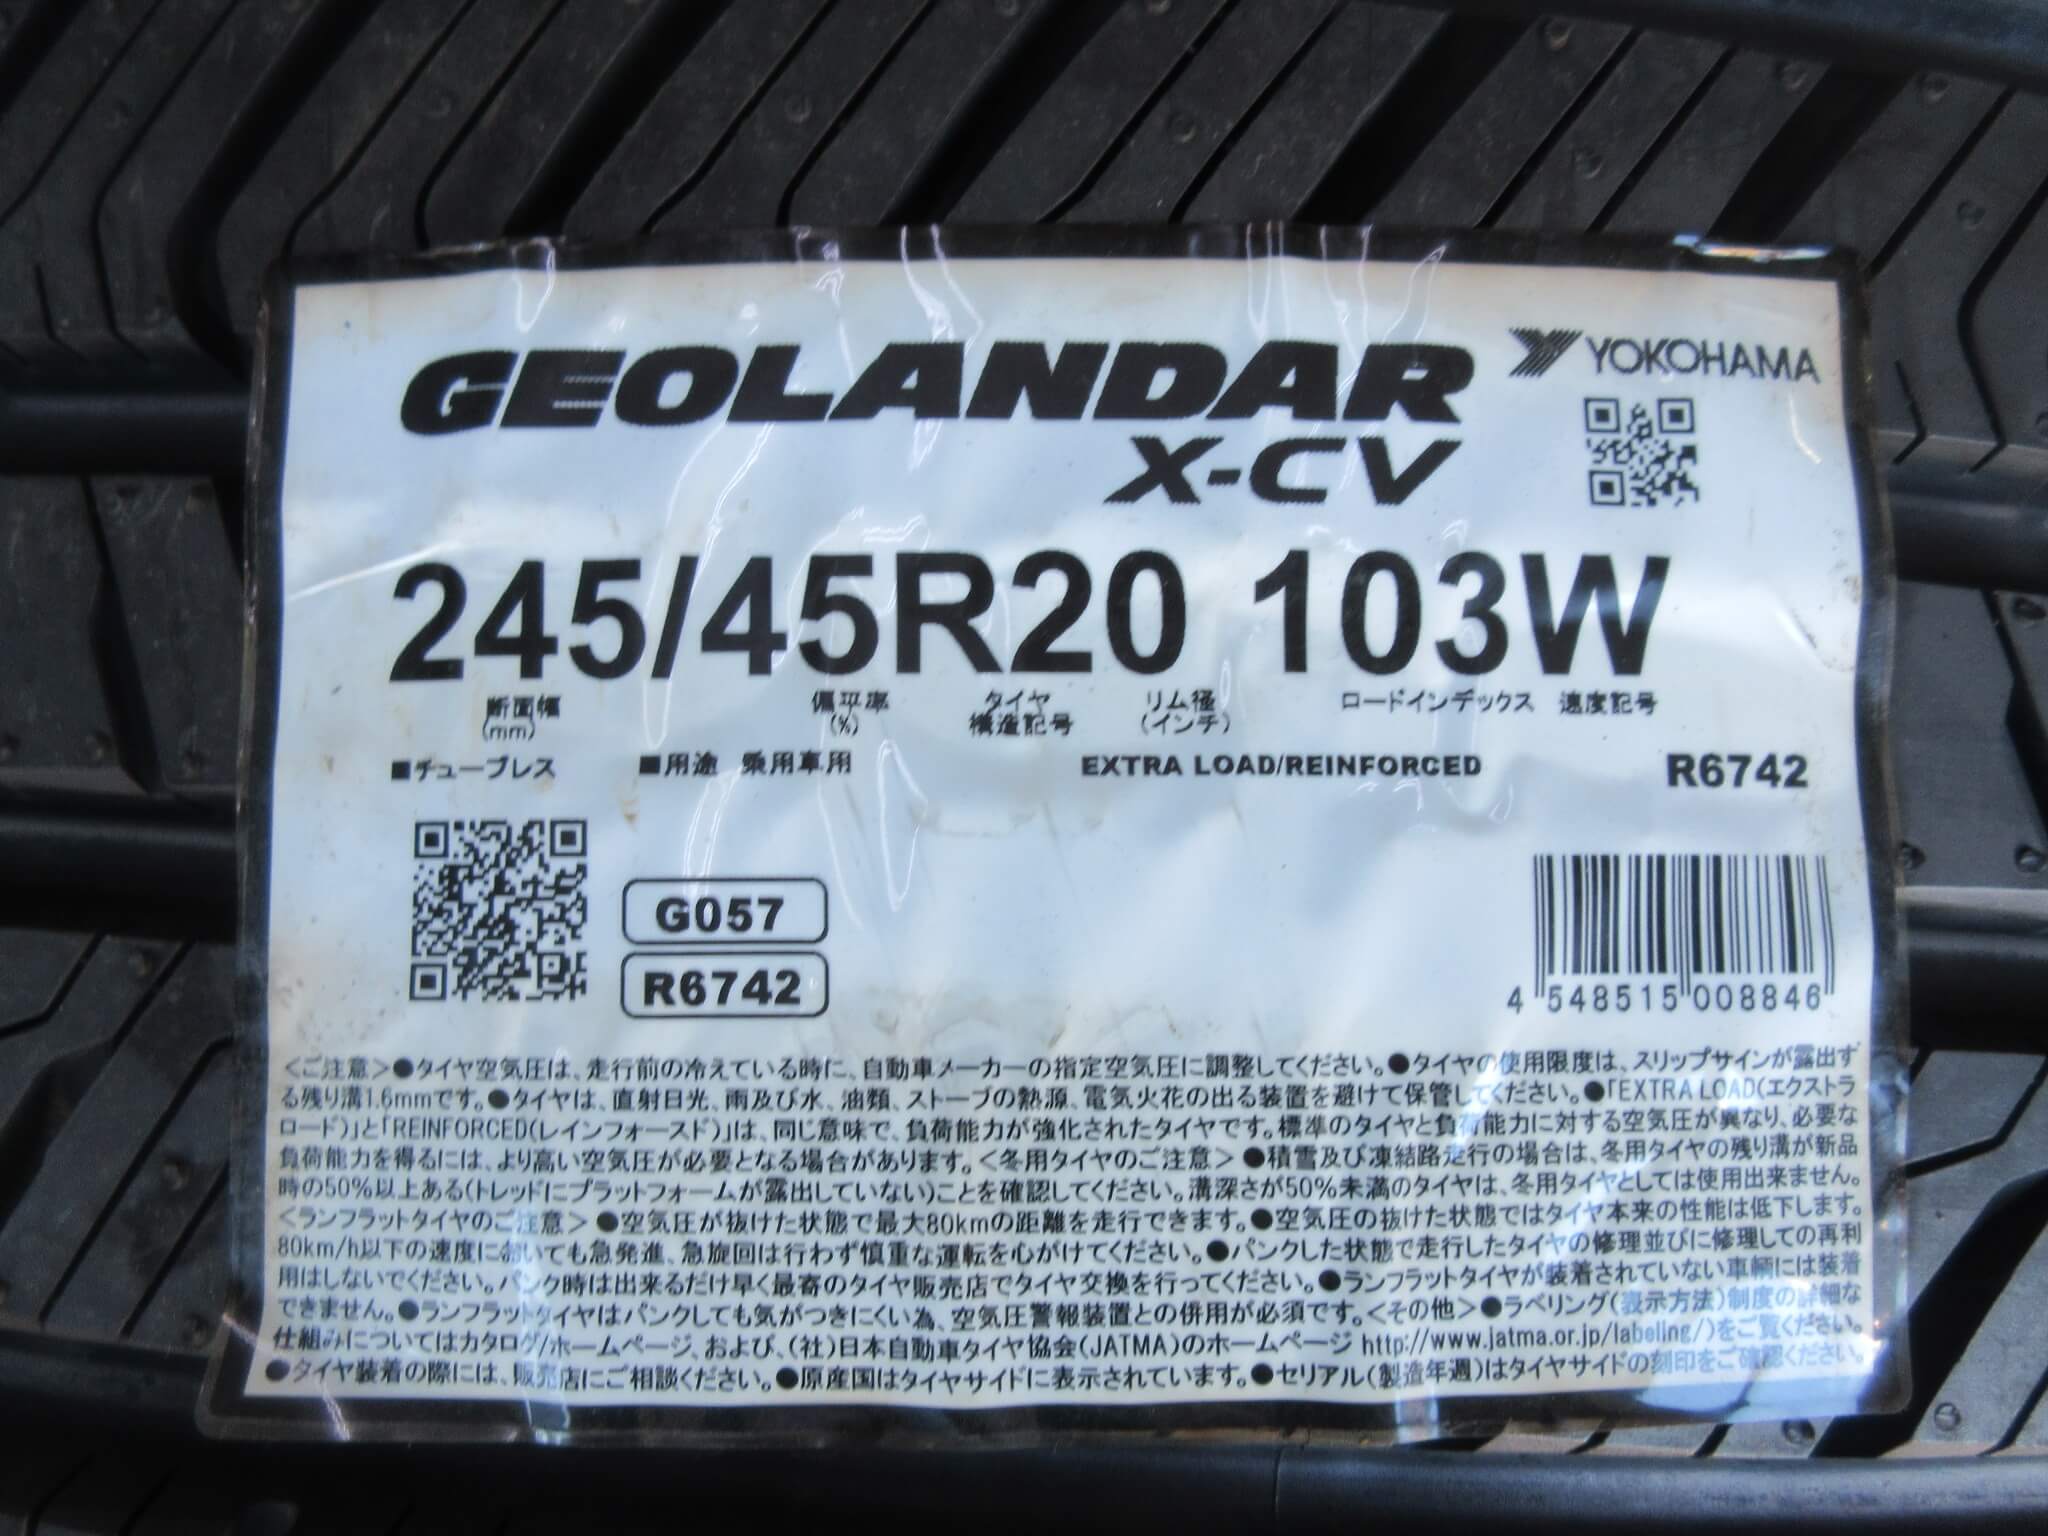 GEOLANDAR
YOKOHAMA
X-CV
245/45R20 103W
断面幅 偏平率 タイヤ リム径 ロードインデックス 速度記号
(mm) (%) 構造記号 (インチ)
■チューブレス ■用途 乗用車用 EXTRA LOAD/REINFORCED R6742
G057
R6742
4 548515 008846
<ご注意>●タイヤ空気圧は、走行前の冷えている時に、自動車メーカーの指定空気圧に調整してください。●タイヤの使用限度は、スリップサインが露出す
る残り溝1.6mmです。●タイヤは、直射日光、雨及び水、油類、ストーブの熱源、電気火花の出る装置を避けて保管してください。●「EXTRA LOAD(エクストラ
ロード)」と「REINFORCED(レインフォースド)」は、同じ意味で、負荷能力が強化されたタイヤです。標準のタイヤと負荷能力に対する空気圧が異なり、必要な
負荷能力を得るには、より高い空気圧が必要となる場合があります。<冬用タイヤのご注意>●積雪及び凍結路走行の場合は、冬用タイヤの残り溝が新品
時の50%以上ある(トレッドにプラットフォームが露出していない)ことを確認してください。溝深さが50%未満のタイヤは、冬用タイヤとしては使用出来ません。
<ランフラットタイヤのご注意>●空気圧が抜けた状態で最大80kmの距離を走行できます。●空気圧の抜けた状態ではタイヤ本来の性能は低下します。
80km/h以下の速度においても急発進、急旋回は行わず慎重な運転を心がけてください。●パンクした状態で走行したタイヤの修理並びに修理しての再利
用はしないでください。パンク時は出来るだけ早く最寄のタイヤ販売店でタイヤ交換を行ってください。●ランフラットタイヤが装着されていない車輌には装着
できません。●ランフラットタイヤはパンクしても気がつきにくい為、空気圧警報装置との併用が必須です。<その他>●ラベリング(表示方法)制度の詳細な
仕組みについてはカタログ/ホームページ、および、(社)日本自動車タイヤ協会(JATMA)のホームページ http://www.jatma.or.jp/labeling/)をご覧ください。
●タイヤ装着の際には、販売店にご相談ください。●原産国はタイヤサイドに表示されています。●セリアル(製造年週)はタイヤサイドの刻印をご確認ください。